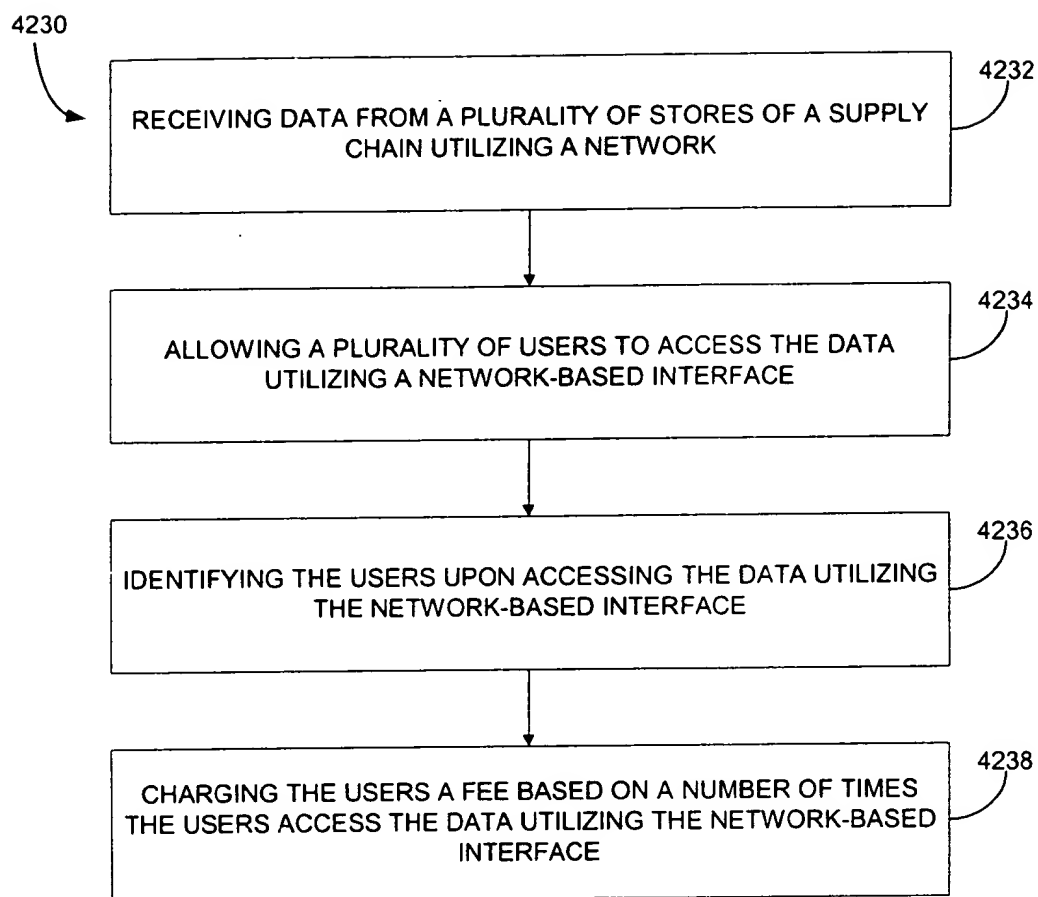 4230
4232
RECEIVING DATA FROM A PLURALITY OF STORES OF A SUPPLY
CHAIN UTILIZING A NETWORK
4234
ALLOWING A PLURALITY OF USERS TO ACCESS THE DATA
UTILIZING A NETWORK-BASED INTERFACE
4236
IDENTIFYING THE USERS UPON ACCESSING THE DATA UTILIZING
THE NETWORK-BASED INTERFACE
4238
CHARGING THE USERS A FEE BASED ON A NUMBER OF TIMES
THE USERS ACCESS THE DATA UTILIZING THE NETWORK-BASED
INTERFACE